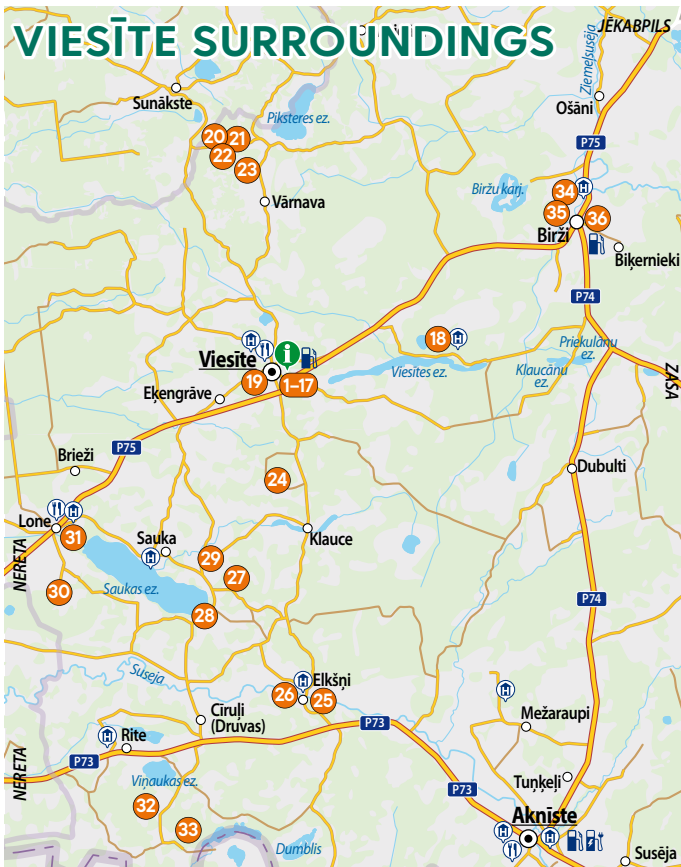 VIESĪTE SURROUNDINGS
JĒKABPILS
Ziemeļsusēja
Sunākste
Ošāni
Piksteres ez.
P75
20
21
22
23
Vārnava
Biržu karj.
34
35
36
Birži
Biķernieki
P74
18
Viesītes ez.
Priekulānu
ez.
Klaucānu
ez.
ZASA
Viesīte
i
19
1–17
Eķengrāve
P75
Brieži
24
Dubulti
Lone
31
Sauka
Klauce
29
27
NERETA
30
Saukas ez.
28
P74
Susēja
Elkšņi
26
25
Cīruļi
(Druvas)
P73
Mežaraupi
Rite
P73
NERETA
Viņaukas ez.
32
33
Tuņķeļi
P73
Aknīste
Dumblis
Susēja